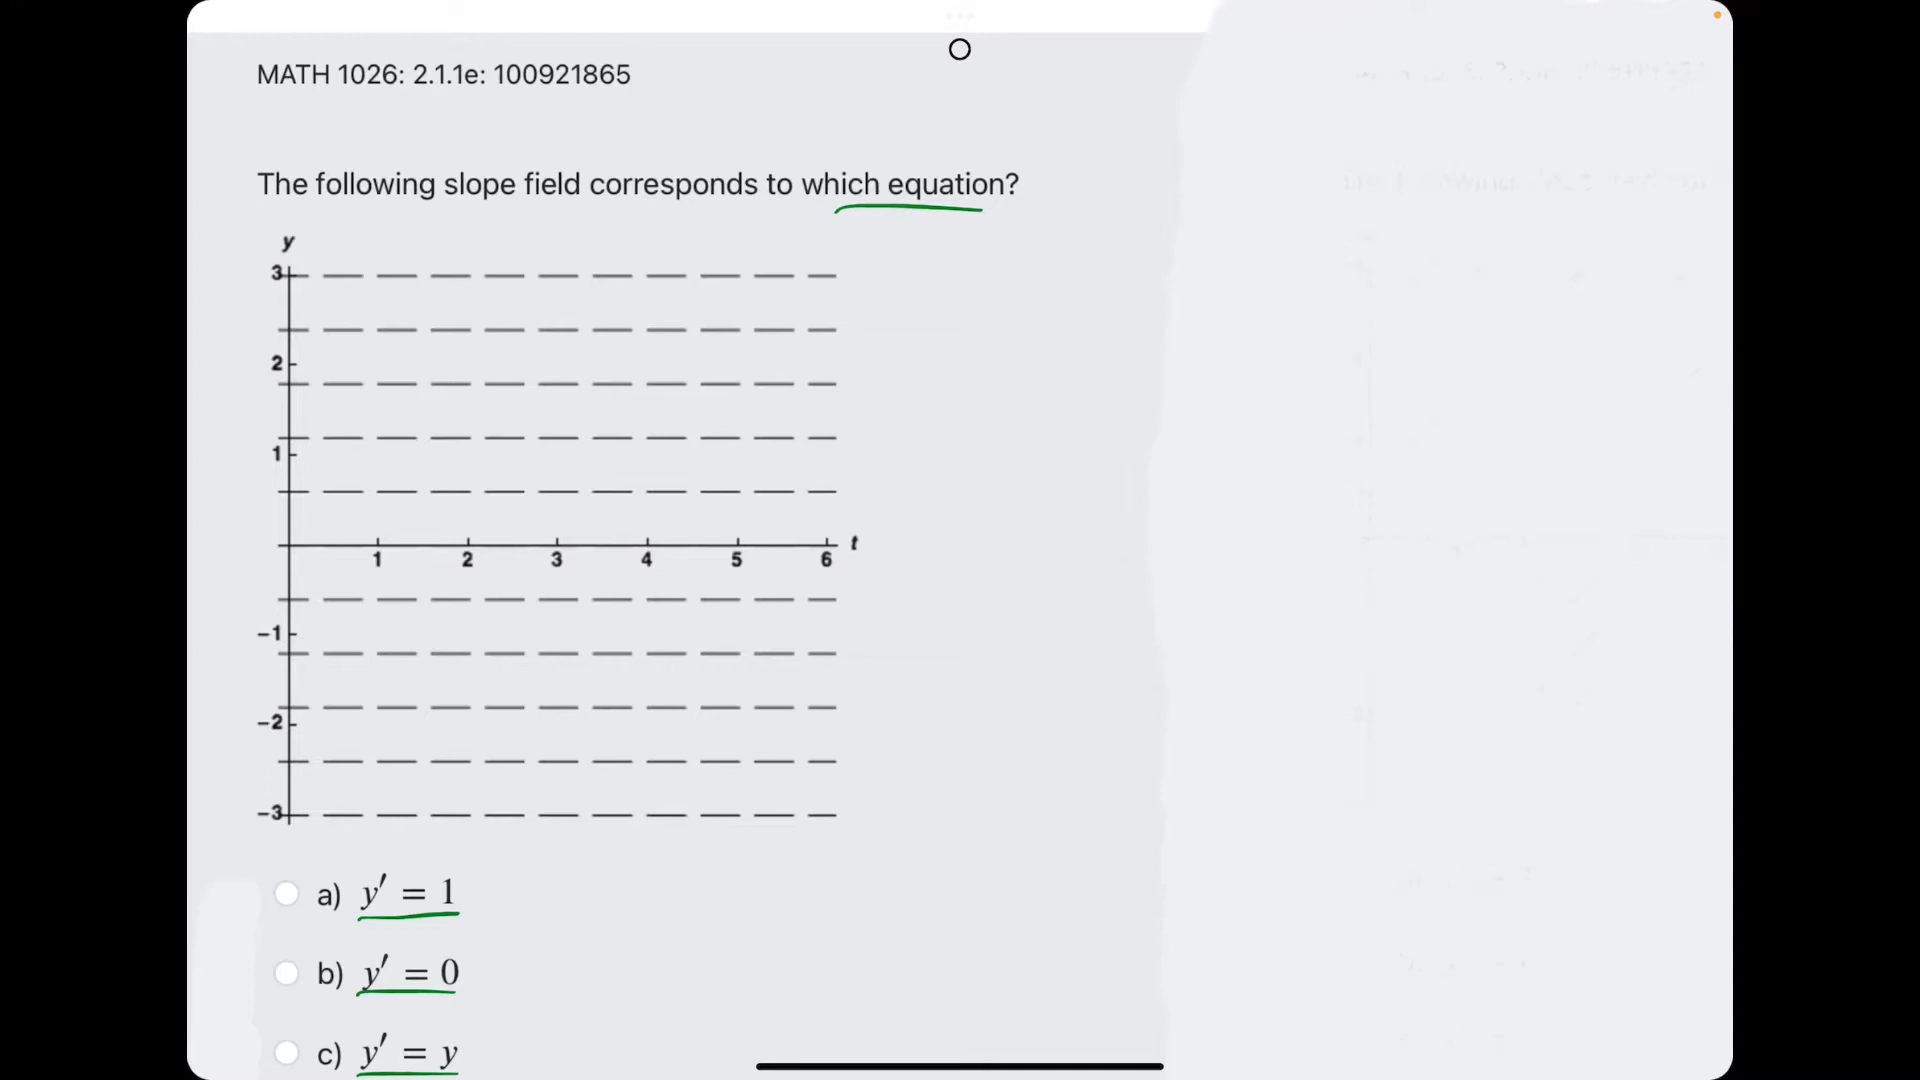 MATH 1026: 2.1.1e: 100921865
The following slope field corresponds to which equation?
y
3
2
1
1 2 3 4 5 6 t
−1
−2
−3
a) y′ = 1
b) y′ = 0
c) y′ = y